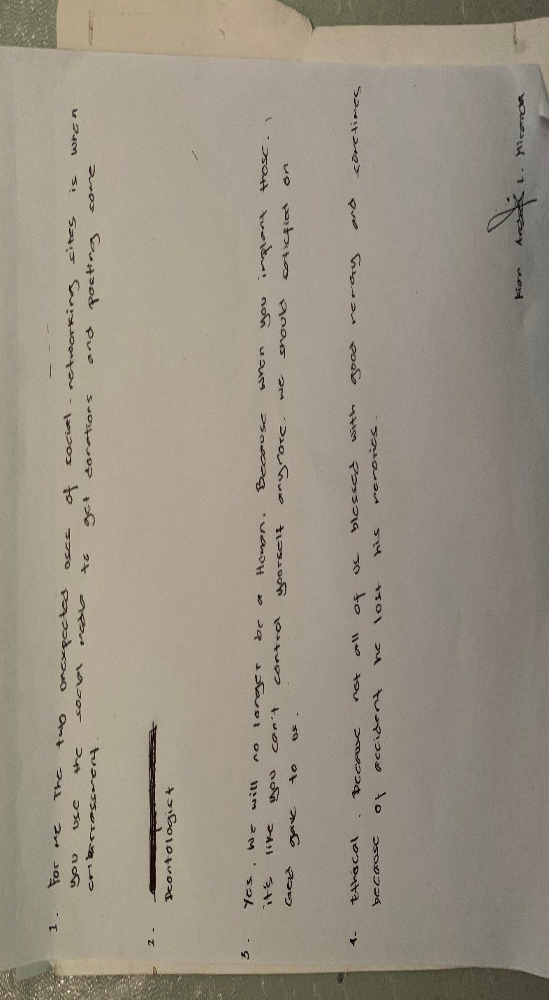 1. For me The two unexpected uses of social-networking sites is when
you use the social media to get donations and posting some
embarrassment.
2.
Deontologist
3. Yes. We will no longer be a Human. Because when you implant those.,
it's like you can't control yourself anymore. we should satisfied on
God gave to us.
4. Ethical. Because not all of us blessed with good memory and sometimes
because of accident he lost his memories.
Kian L. Miranda